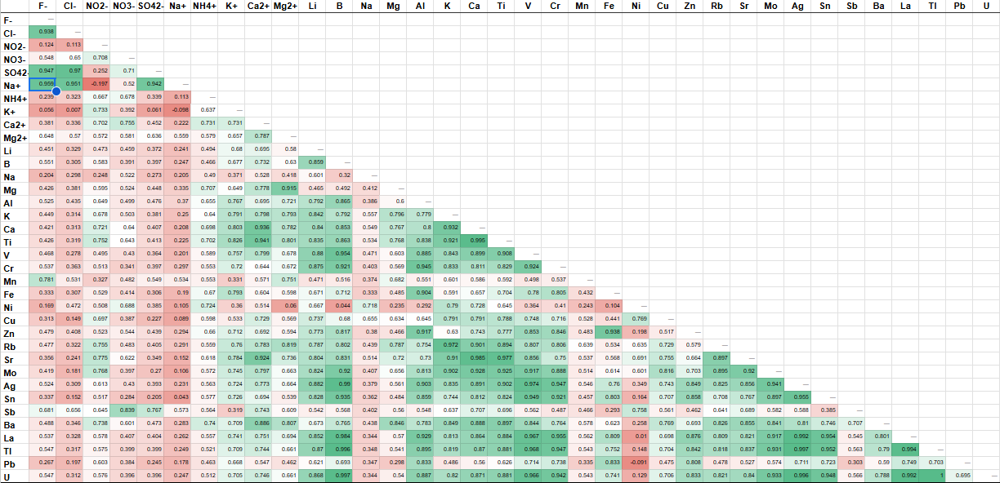 F- Cl- NO2- NO3- SO42- Na+ NH4+ K+ Ca2+ Mg2+ Li B Na Mg Al K Ca Ti V Cr Mn Fe Ni Cu Zn Rb Sr Mo Ag Sn Sb Ba La Tl Pb U
F- —
Cl- 0.938 —
NO2- 0.124 0.113 —
NO3- 0.548 0.65 0.708 —
SO42- 0.947 0.97 0.252 0.71 —
Na+ 0.959 0.951 -0.197 0.52 0.942 —
NH4+ 0.239 0.323 0.667 0.678 0.339 0.113 —
K+ 0.056 0.007 0.733 0.392 0.061 -0.098 0.637 —
Ca2+ 0.381 0.336 0.702 0.755 0.452 0.222 0.731 0.731 —
Mg2+ 0.648 0.57 0.572 0.581 0.636 0.559 0.579 0.657 0.787 —
Li 0.451 0.329 0.473 0.459 0.372 0.241 0.494 0.68 0.695 0.58 —
B 0.551 0.305 0.583 0.391 0.397 0.247 0.466 0.677 0.732 0.63 0.859 —
Na 0.204 0.298 0.248 0.522 0.273 0.205 0.49 0.371 0.528 0.418 0.601 0.32 —
Mg 0.426 0.381 0.595 0.524 0.448 0.335 0.707 0.649 0.778 0.915 0.465 0.492 0.412 —
Al 0.525 0.435 0.649 0.499 0.476 0.37 0.655 0.767 0.695 0.721 0.792 0.865 0.386 0.6 —
K 0.449 0.314 0.678 0.503 0.381 0.25 0.64 0.791 0.798 0.793 0.842 0.792 0.557 0.796 0.779 —
Ca 0.421 0.313 0.721 0.64 0.407 0.208 0.698 0.803 0.936 0.782 0.84 0.853 0.549 0.767 0.8 0.932 —
Ti 0.426 0.319 0.752 0.643 0.413 0.225 0.702 0.826 0.941 0.801 0.835 0.863 0.534 0.768 0.838 0.921 0.995 —
V 0.468 0.278 0.495 0.43 0.364 0.201 0.589 0.757 0.799 0.678 0.88 0.954 0.471 0.603 0.885 0.843 0.899 0.908 —
Cr 0.537 0.363 0.513 0.341 0.397 0.297 0.553 0.72 0.644 0.672 0.875 0.921 0.403 0.569 0.945 0.833 0.811 0.829 0.924 —
Mn 0.781 0.531 0.327 0.482 0.549 0.534 0.553 0.331 0.571 0.751 0.471 0.516 0.374 0.682 0.551 0.601 0.586 0.592 0.498 0.537 —
Fe 0.333 0.307 0.529 0.414 0.306 0.19 0.67 0.793 0.604 0.598 0.671 0.712 0.333 0.485 0.904 0.591 0.657 0.704 0.78 0.805 0.432 —
Ni 0.169 0.472 0.508 0.688 0.385 0.105 0.724 0.36 0.514 0.06 0.667 0.044 0.718 0.235 0.292 0.79 0.728 0.645 0.364 0.41 0.243 0.104 —
Cu 0.313 0.149 0.697 0.387 0.227 0.089 0.598 0.533 0.729 0.569 0.737 0.68 0.655 0.634 0.645 0.791 0.791 0.788 0.748 0.716 0.528 0.441 0.769 —
Zn 0.479 0.408 0.523 0.544 0.439 0.294 0.66 0.712 0.692 0.594 0.773 0.817 0.38 0.466 0.917 0.63 0.743 0.777 0.853 0.846 0.483 0.938 0.198 0.517 —
Rb 0.477 0.322 0.755 0.483 0.405 0.291 0.559 0.76 0.783 0.819 0.787 0.802 0.439 0.787 0.754 0.972 0.901 0.894 0.807 0.806 0.639 0.534 0.635 0.729 0.579 —
Sr 0.356 0.241 0.775 0.622 0.349 0.152 0.618 0.784 0.924 0.736 0.804 0.831 0.514 0.72 0.73 0.91 0.985 0.977 0.856 0.75 0.537 0.568 0.691 0.755 0.664 0.897 —
Mo 0.419 0.181 0.768 0.397 0.27 0.106 0.572 0.745 0.797 0.663 0.824 0.92 0.407 0.656 0.813 0.902 0.928 0.925 0.917 0.888 0.514 0.614 0.601 0.816 0.703 0.895 0.92 —
Ag 0.524 0.309 0.613 0.43 0.393 0.231 0.563 0.724 0.773 0.664 0.882 0.99 0.379 0.561 0.903 0.835 0.891 0.902 0.974 0.947 0.546 0.76 0.349 0.743 0.849 0.825 0.856 0.941 —
Sn 0.337 0.152 0.517 0.284 0.205 0.043 0.577 0.726 0.694 0.539 0.828 0.935 0.362 0.484 0.859 0.744 0.812 0.824 0.949 0.921 0.457 0.803 0.164 0.707 0.858 0.708 0.767 0.897 0.955 —
Sb 0.681 0.656 0.645 0.839 0.767 0.573 0.564 0.319 0.743 0.609 0.542 0.568 0.402 0.56 0.548 0.637 0.707 0.696 0.562 0.487 0.466 0.293 0.758 0.561 0.462 0.641 0.689 0.582 0.588 0.385 —
Ba 0.488 0.346 0.738 0.601 0.473 0.283 0.74 0.709 0.886 0.807 0.673 0.765 0.438 0.846 0.783 0.849 0.888 0.897 0.844 0.764 0.578 0.623 0.258 0.769 0.693 0.826 0.855 0.841 0.81 0.746 0.707 —
La 0.537 0.328 0.578 0.407 0.404 0.262 0.557 0.741 0.751 0.694 0.852 0.984 0.34 0.57 0.929 0.813 0.864 0.884 0.967 0.955 0.562 0.809 0.01 0.698 0.876 0.809 0.821 0.917 0.992 0.954 0.545 0.801 —
Tl 0.547 0.317 0.575 0.399 0.399 0.249 0.521 0.709 0.744 0.661 0.87 0.996 0.348 0.541 0.895 0.819 0.87 0.881 0.968 0.947 0.543 0.752 0.148 0.704 0.842 0.818 0.837 0.931 0.997 0.952 0.563 0.79 0.994 —
Pb 0.267 0.197 0.603 0.384 0.245 0.178 0.463 0.668 0.547 0.462 0.621 0.693 0.344 0.298 0.833 0.486 0.56 0.626 0.714 0.738 0.335 0.833 -0.091 0.475 0.808 0.478 0.527 0.574 0.711 0.723 0.303 0.59 0.749 0.703 —
U 0.547 0.312 0.576 0.396 0.396 0.247 0.512 0.705 0.746 0.661 0.868 0.997 0.344 0.54 0.887 0.82 0.871 0.881 0.966 0.942 0.543 0.741 0.129 0.706 0.833 0.821 0.84 0.933 0.996 0.948 0.566 0.788 0.992 1 0.695 —